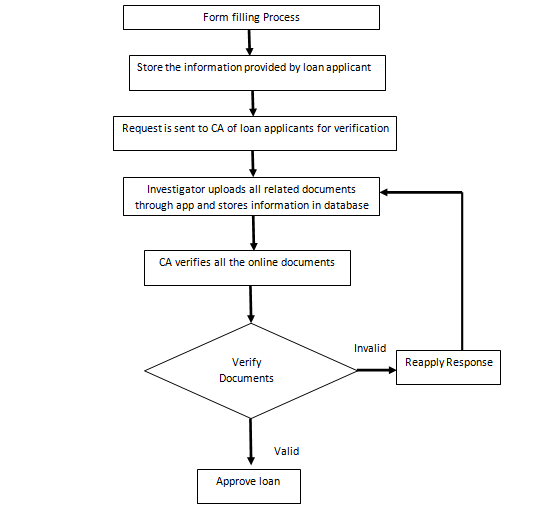 Form filling Process
Store the information provided by loan applicant
Request is sent to CA of loan applicants for verification
Investigator uploads all related documents
through app and stores information in database
CA verifies all the online documents
Verify
Documents
Invalid
Reapply Response
Valid
Approve loan